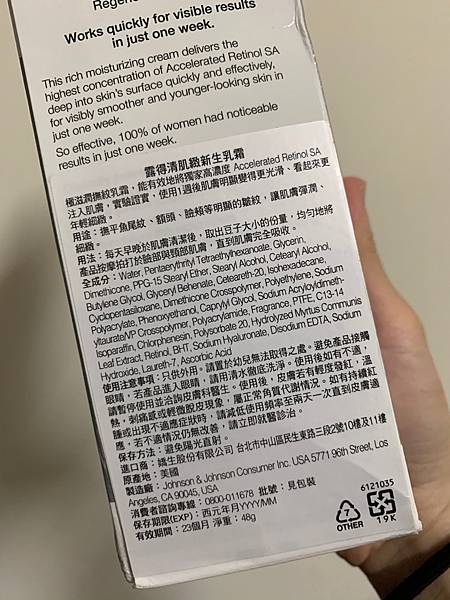 Works quickly for visible results
in just one week.
This rich moisturizing cream delivers the
highest concentration of Accelerated Retinol SA
deep into skin's surface quickly and effectively,
for visibly smoother and younger-looking skin in
just one week.
So effective, 100% of women had noticeable
results in just one week.
露得清肌緻新生乳霜
極滋潤撫紋乳霜，能有效地將獨家高濃度 Accelerated Retinol SA
注入肌膚，實驗證實，使用1週後肌膚明顯變得更光滑、看起來更
年輕細緻。
用途：撫平魚尾紋、額頭、臉頰等明顯的皺紋，讓肌膚彈潤、
細緻。
用法：每天早晚於肌膚清潔後，取出豆子大小的份量，均勻地將
產品按摩拍打於臉部與頸部肌膚，直到肌膚完全吸收。
全成分：Water, Pentaerythrityl Tetraethylhexanoate, Glycerin,
Dimethicone, PPG-15 Stearyl Ether, Stearyl Alcohol, Cetearyl Alcohol,
Butylene Glycol, Glyceryl Behenate, Ceteareth-20, Isohexadecane,
Cyclopentasiloxane, Dimethicone Crosspolymer, Polyethylene, Sodium
Polyacrylate, Phenoxyethanol, Caprylyl Glycol, Sodium Acryloyldimeth-
yltaurate/VP Crosspolymer, Polyacrylamide, Fragrance, PTFE, C13-14
Isoparaffin, Chlorphenesin, Polysorbate 20, Hydrolyzed Myrtus Communis
Leaf Extract, Retinol, BHT, Sodium Hyaluronate, Disodium EDTA, Sodium
Hydroxide, Laureth-7, Ascorbic Acid
使用注意事項：只供外用。請置於幼兒無法取得之處。避免產品接觸
眼睛，若產品進入眼睛，請用清水徹底洗淨。使用後如有不適，
請暫停使用並洽詢皮膚科醫生。使用後，皮膚若有輕度發紅，溫
熱，刺痛感或輕微脫皮現象，屬正常角質代謝情況。如有持續紅
腫或出現不適應症狀時，請減低使用頻率至兩天一次直到皮膚適
應，若不適情況仍無改善，請立即就醫診治。
保存方法：避免陽光直射。
進口商：嬌生股份有限公司 台北市中山區民生東路三段2號10樓及11樓
原產地：美國
製造廠：Johnson & Johnson Consumer Inc. USA 5771 96th Street, Los
Angeles, CA 90045, USA
消費者諮詢專線：0800-011678 批號：見包裝
保存期限(EXP)：西元年月YYYY/MM
有效期間：23個月 淨重：48g
6121035
7
OTHER
19K